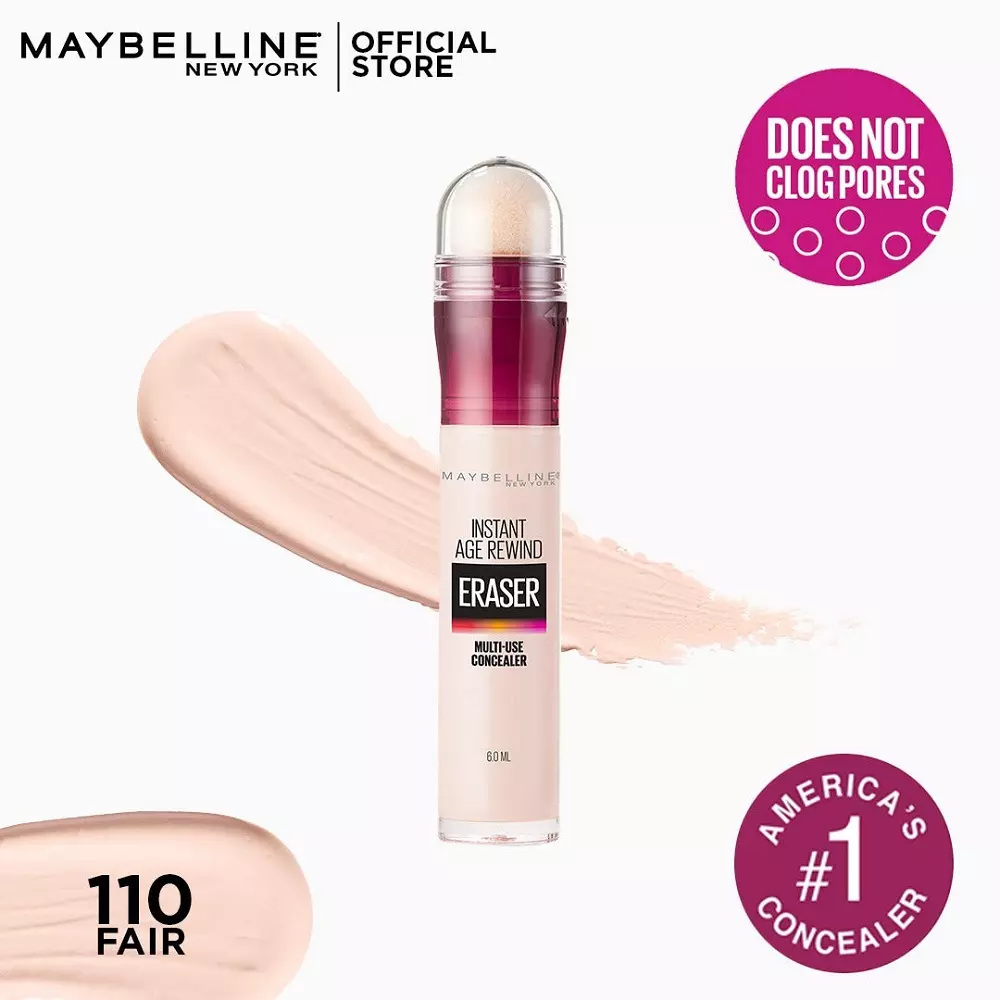 MAYBELLINE
NEW YORK
OFFICIAL
STORE
DOES NOT
CLOG PORES
MAYBELLINE
NEW YORK
INSTANT
AGE REWIND
ERASER
MULTI-USE
CONCEALER
6.0 ML
110
FAIR
AMERICA'S
#1
CONCEALER